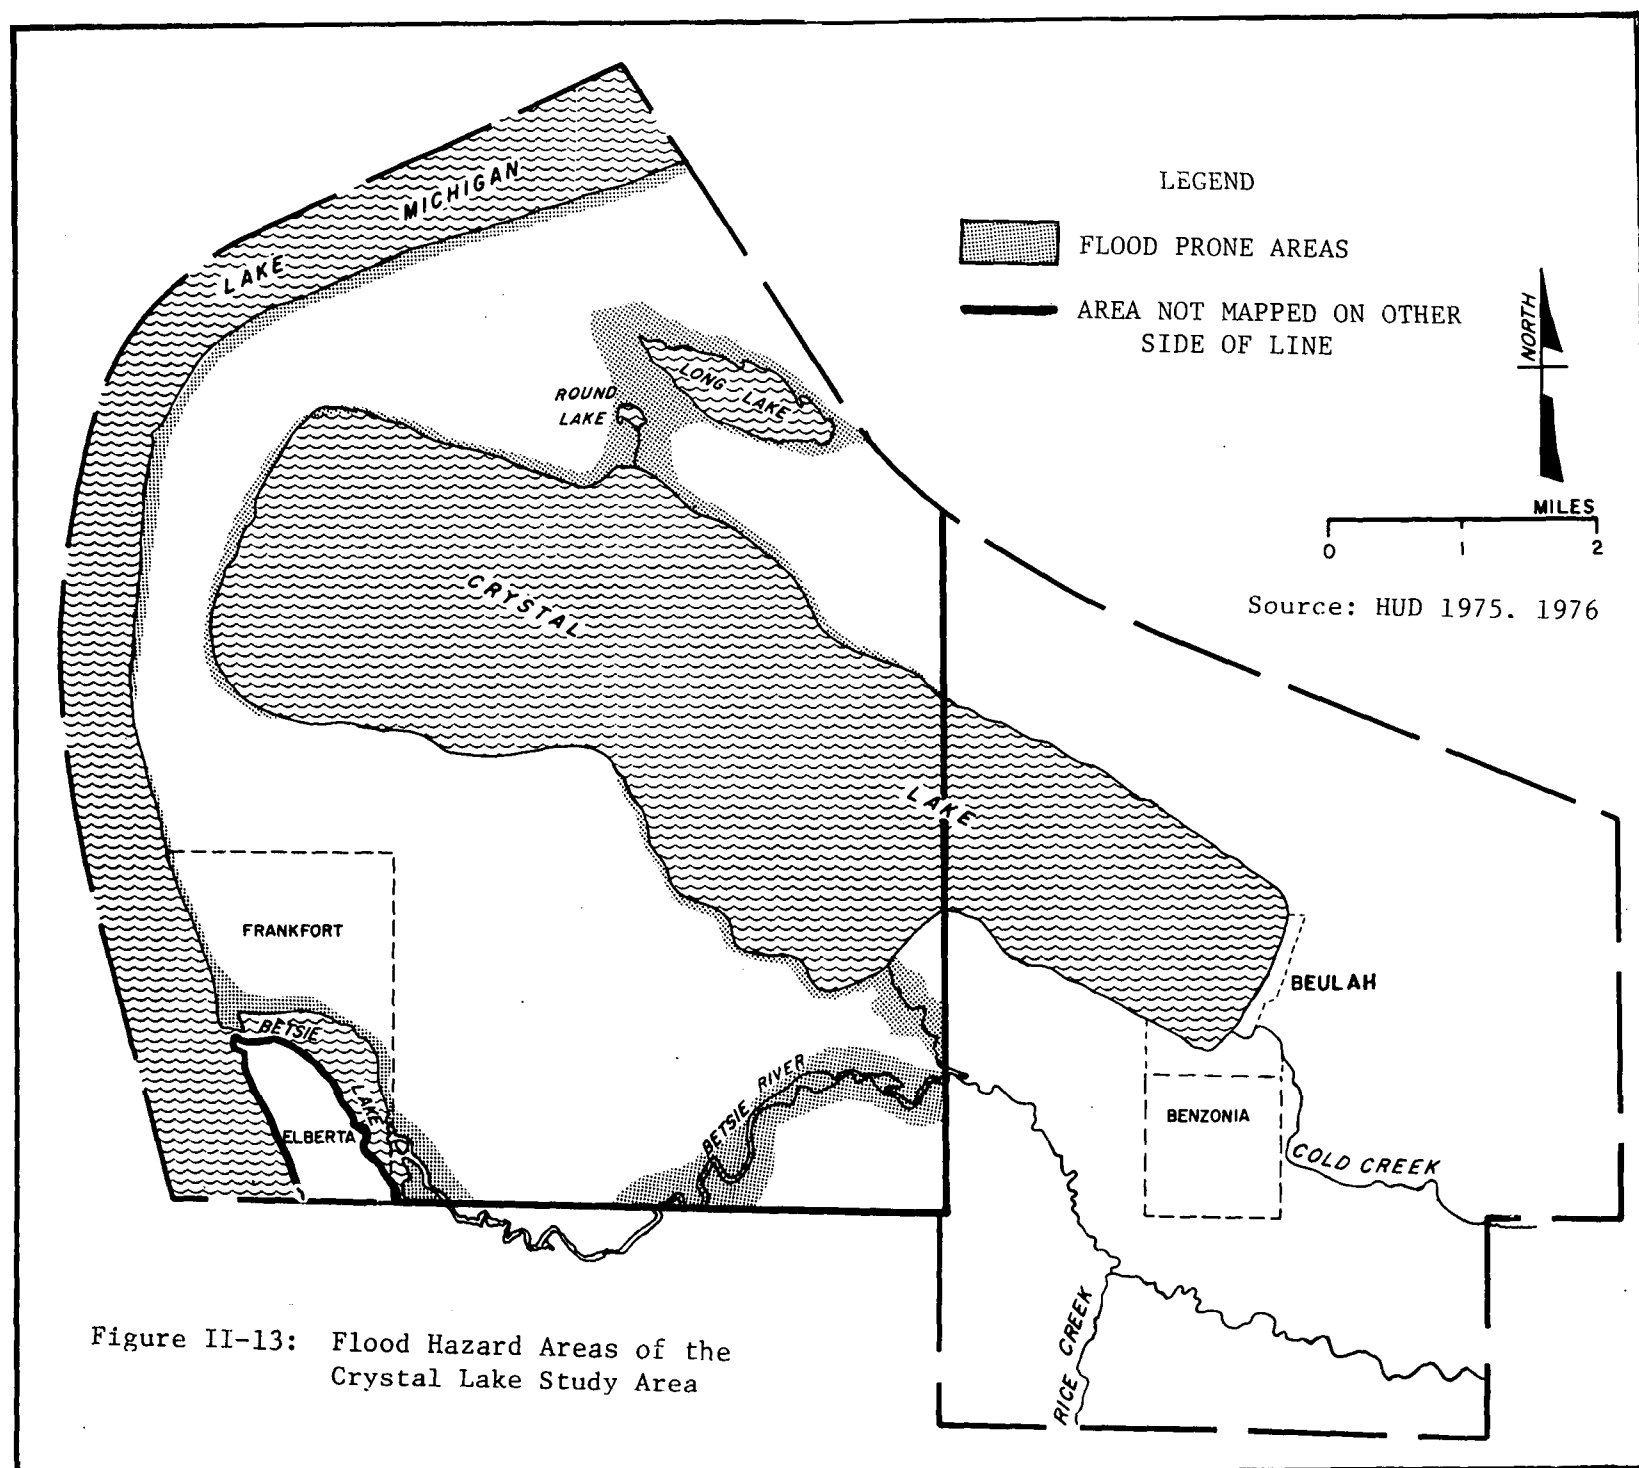 LEGEND
FLOOD PRONE AREAS
AREA NOT MAPPED ON OTHER
SIDE OF LINE
NORTH
MILES
0 1 2
Source: HUD 1975. 1976
LAKE MICHIGAN
LONG LAKE
ROUND
LAKE
CRYSTAL LAKE
FRANKFORT
BETSIE LAKE
ELBERTA
BETSIE RIVER
BEULAH
BENZONIA
COLD CREEK
RICE CREEK
Figure II-13: Flood Hazard Areas of the
Crystal Lake Study Area